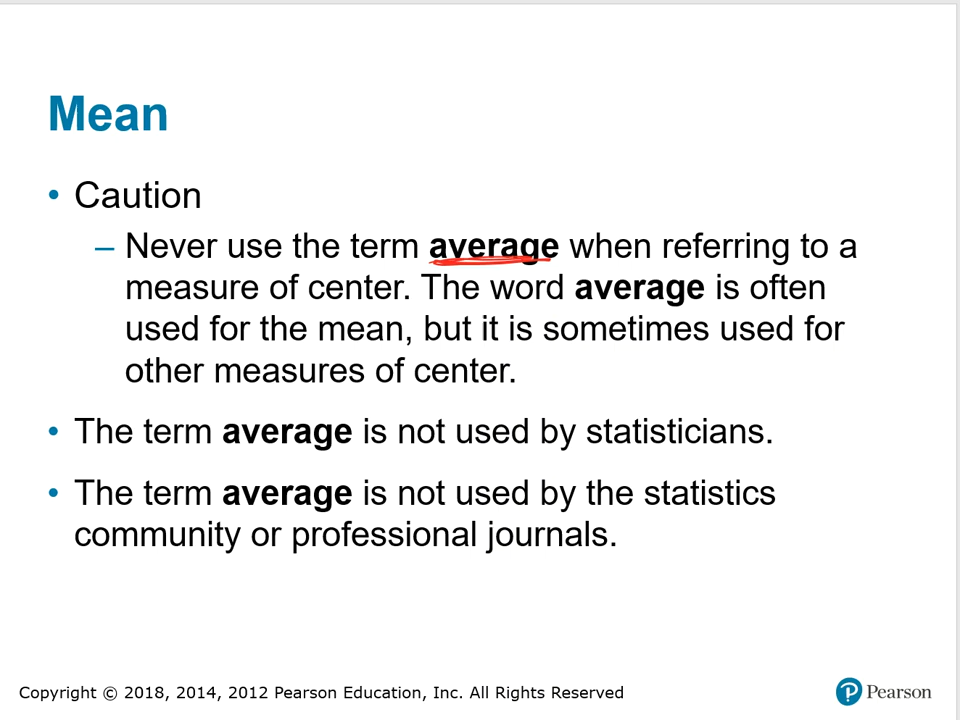 Mean
• Caution
– Never use the term average when referring to a
measure of center. The word average is often
used for the mean, but it is sometimes used for
other measures of center.
• The term average is not used by statisticians.
• The term average is not used by the statistics
community or professional journals.
Copyright © 2018, 2014, 2012 Pearson Education, Inc. All Rights Reserved
P Pearson